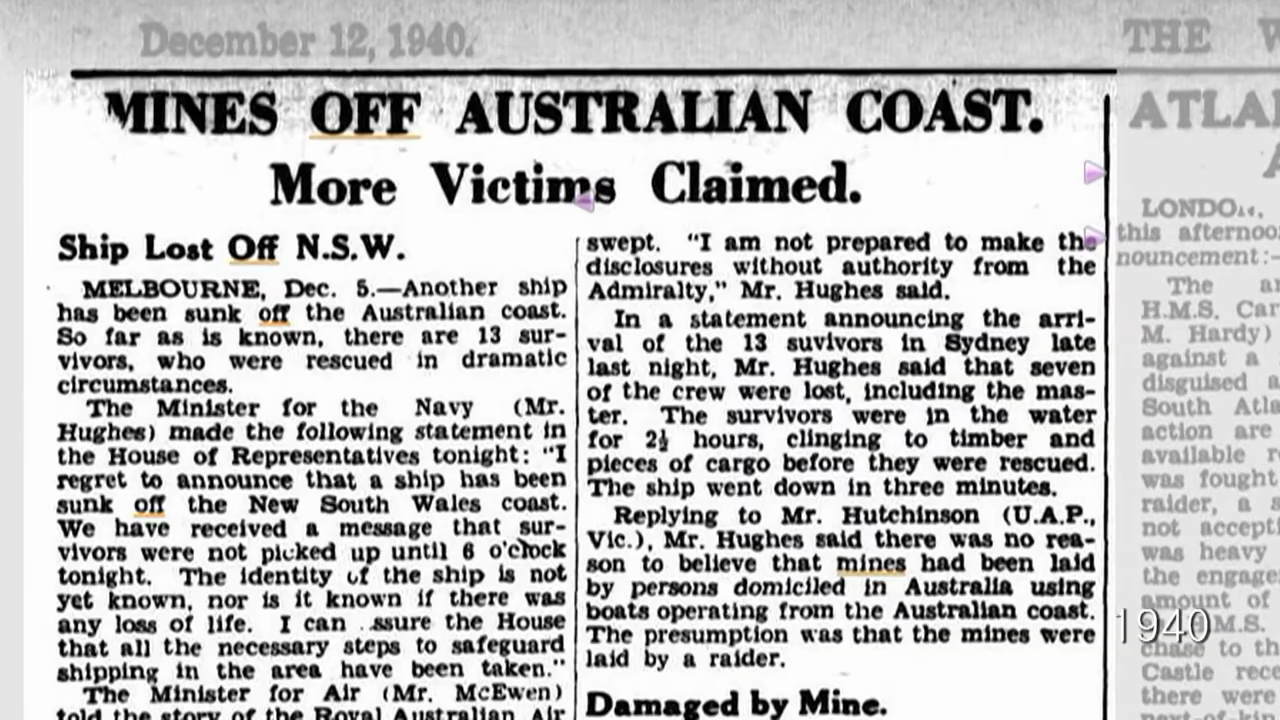 December 12, 1940.
MINES OFF AUSTRALIAN COAST.
More Victims Claimed.
Ship Lost Off N.S.W.
MELBOURNE, Dec. 5.—Another ship
has been sunk off the Australian coast.
So far as is known, there are 13 sur-
vivors, who were rescued in dramatic
circumstances.
The Minister for the Navy (Mr.
Hughes) made the following statement in
the House of Representatives tonight: "I
regret to announce that a ship has been
sunk off the New South Wales coast.
We have received a message that sur-
vivors were not picked up until 6 o'clock
tonight. The identity of the ship is not
yet known, nor is it known if there was
any loss of life. I can ssure the House
that all the necessary steps to safeguard
shipping in the area have been taken."
The Minister for Air (Mr. McEwen)
told the story of the Royal Australian Air
swept. "I am not prepared to make the
disclosures without authority from the
Admiralty," Mr. Hughes said.
In a statement announcing the arri-
val of the 13 suvivors in Sydney late
last night, Mr. Hughes said that seven
of the crew were lost, including the mas-
ter. The survivors were in the water
for 2½ hours, clinging to timber and
pieces of cargo before they were rescued.
The ship went down in three minutes.
Replying to Mr. Hutchinson (U.A.P.,
Vic.), Mr. Hughes said there was no rea-
son to believe that mines had been laid
by persons domiciled in Australia using
boats operating from the Australian coast.
The presumption was that the mines were
laid by a raider.
Damaged by Mine.
THE W
ATLA
A
LONDO
this afternoo
nouncement:-
The ar
H.M.S. Car
M. Hardy)
against a
disguised a
South Atla
action are
available r
was fought
raider, a s
not accepti
was heavy
the engage
amount of
H.M.S.
chase to th
Castle rece
there were
1940